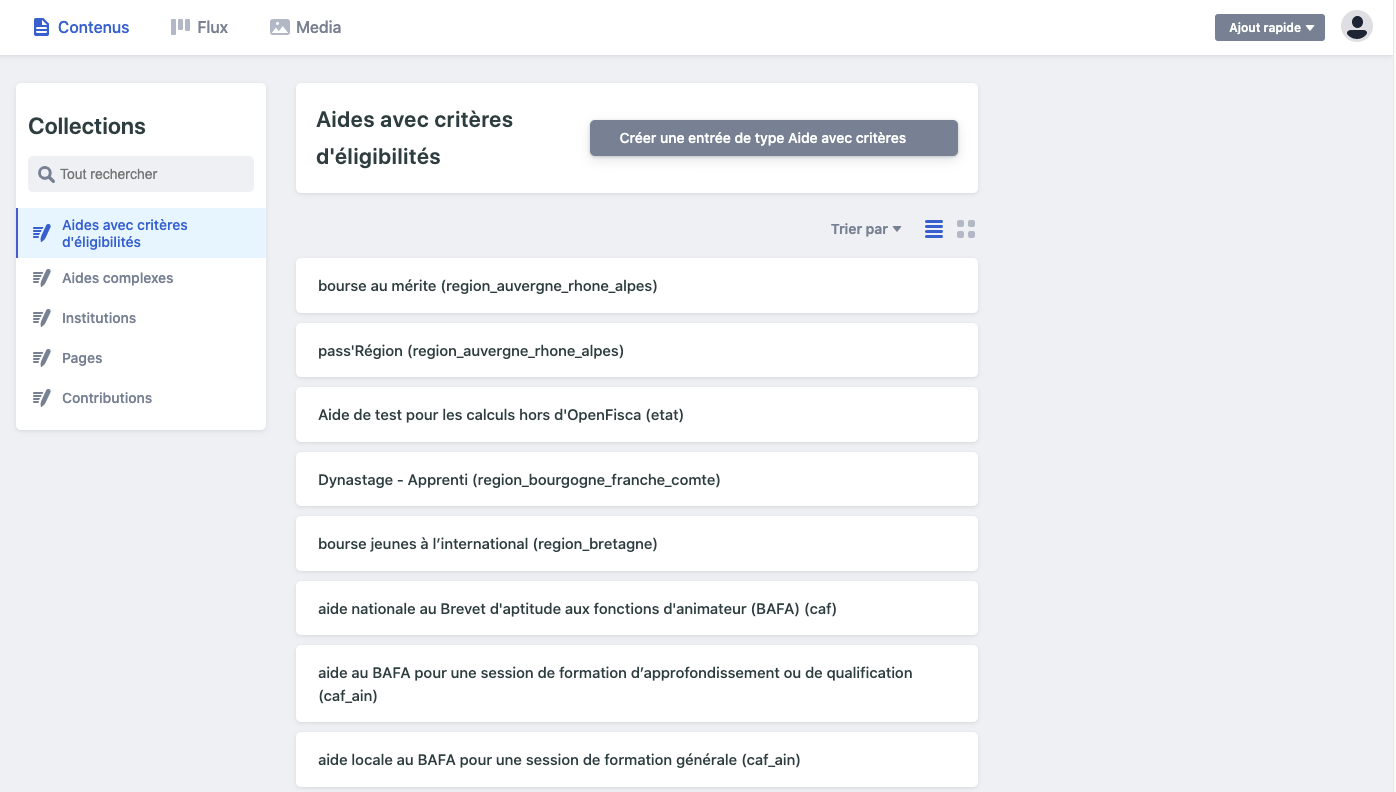 Contenus
Flux
Media
Ajout rapide
Collections
Tout rechercher
Aides avec critères
d'éligibilités
Aides complexes
Institutions
Pages
Contributions
Aides avec critères
d'éligibilités
Créer une entrée de type Aide avec critères
Trier par
bourse au mérite (region_auvergne_rhone_alpes)
pass'Région (region_auvergne_rhone_alpes)
Aide de test pour les calculs hors d'OpenFisca (etat)
Dynastage - Apprenti (region_bourgogne_franche_comte)
bourse jeunes à l’international (region_bretagne)
aide nationale au Brevet d'aptitude aux fonctions d'animateur (BAFA) (caf)
aide au BAFA pour une session de formation d’approfondissement ou de qualification
(caf_ain)
aide locale au BAFA pour une session de formation générale (caf_ain)